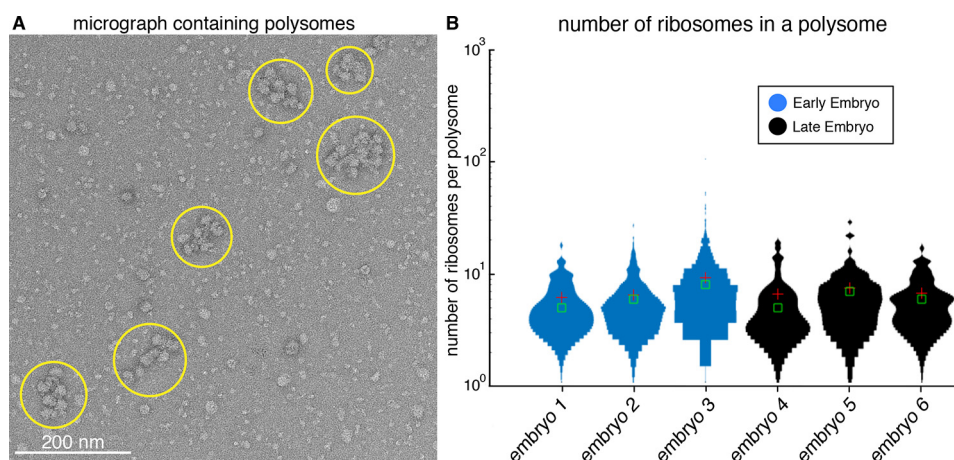 A micrograph containing polysomes
200 nm
B number of ribosomes in a polysome
number of ribosomes per polysome
10³
10²
10¹
10⁰
Early Embryo
Late Embryo
embryo 1
embryo 2
embryo 3
embryo 4
embryo 5
embryo 6